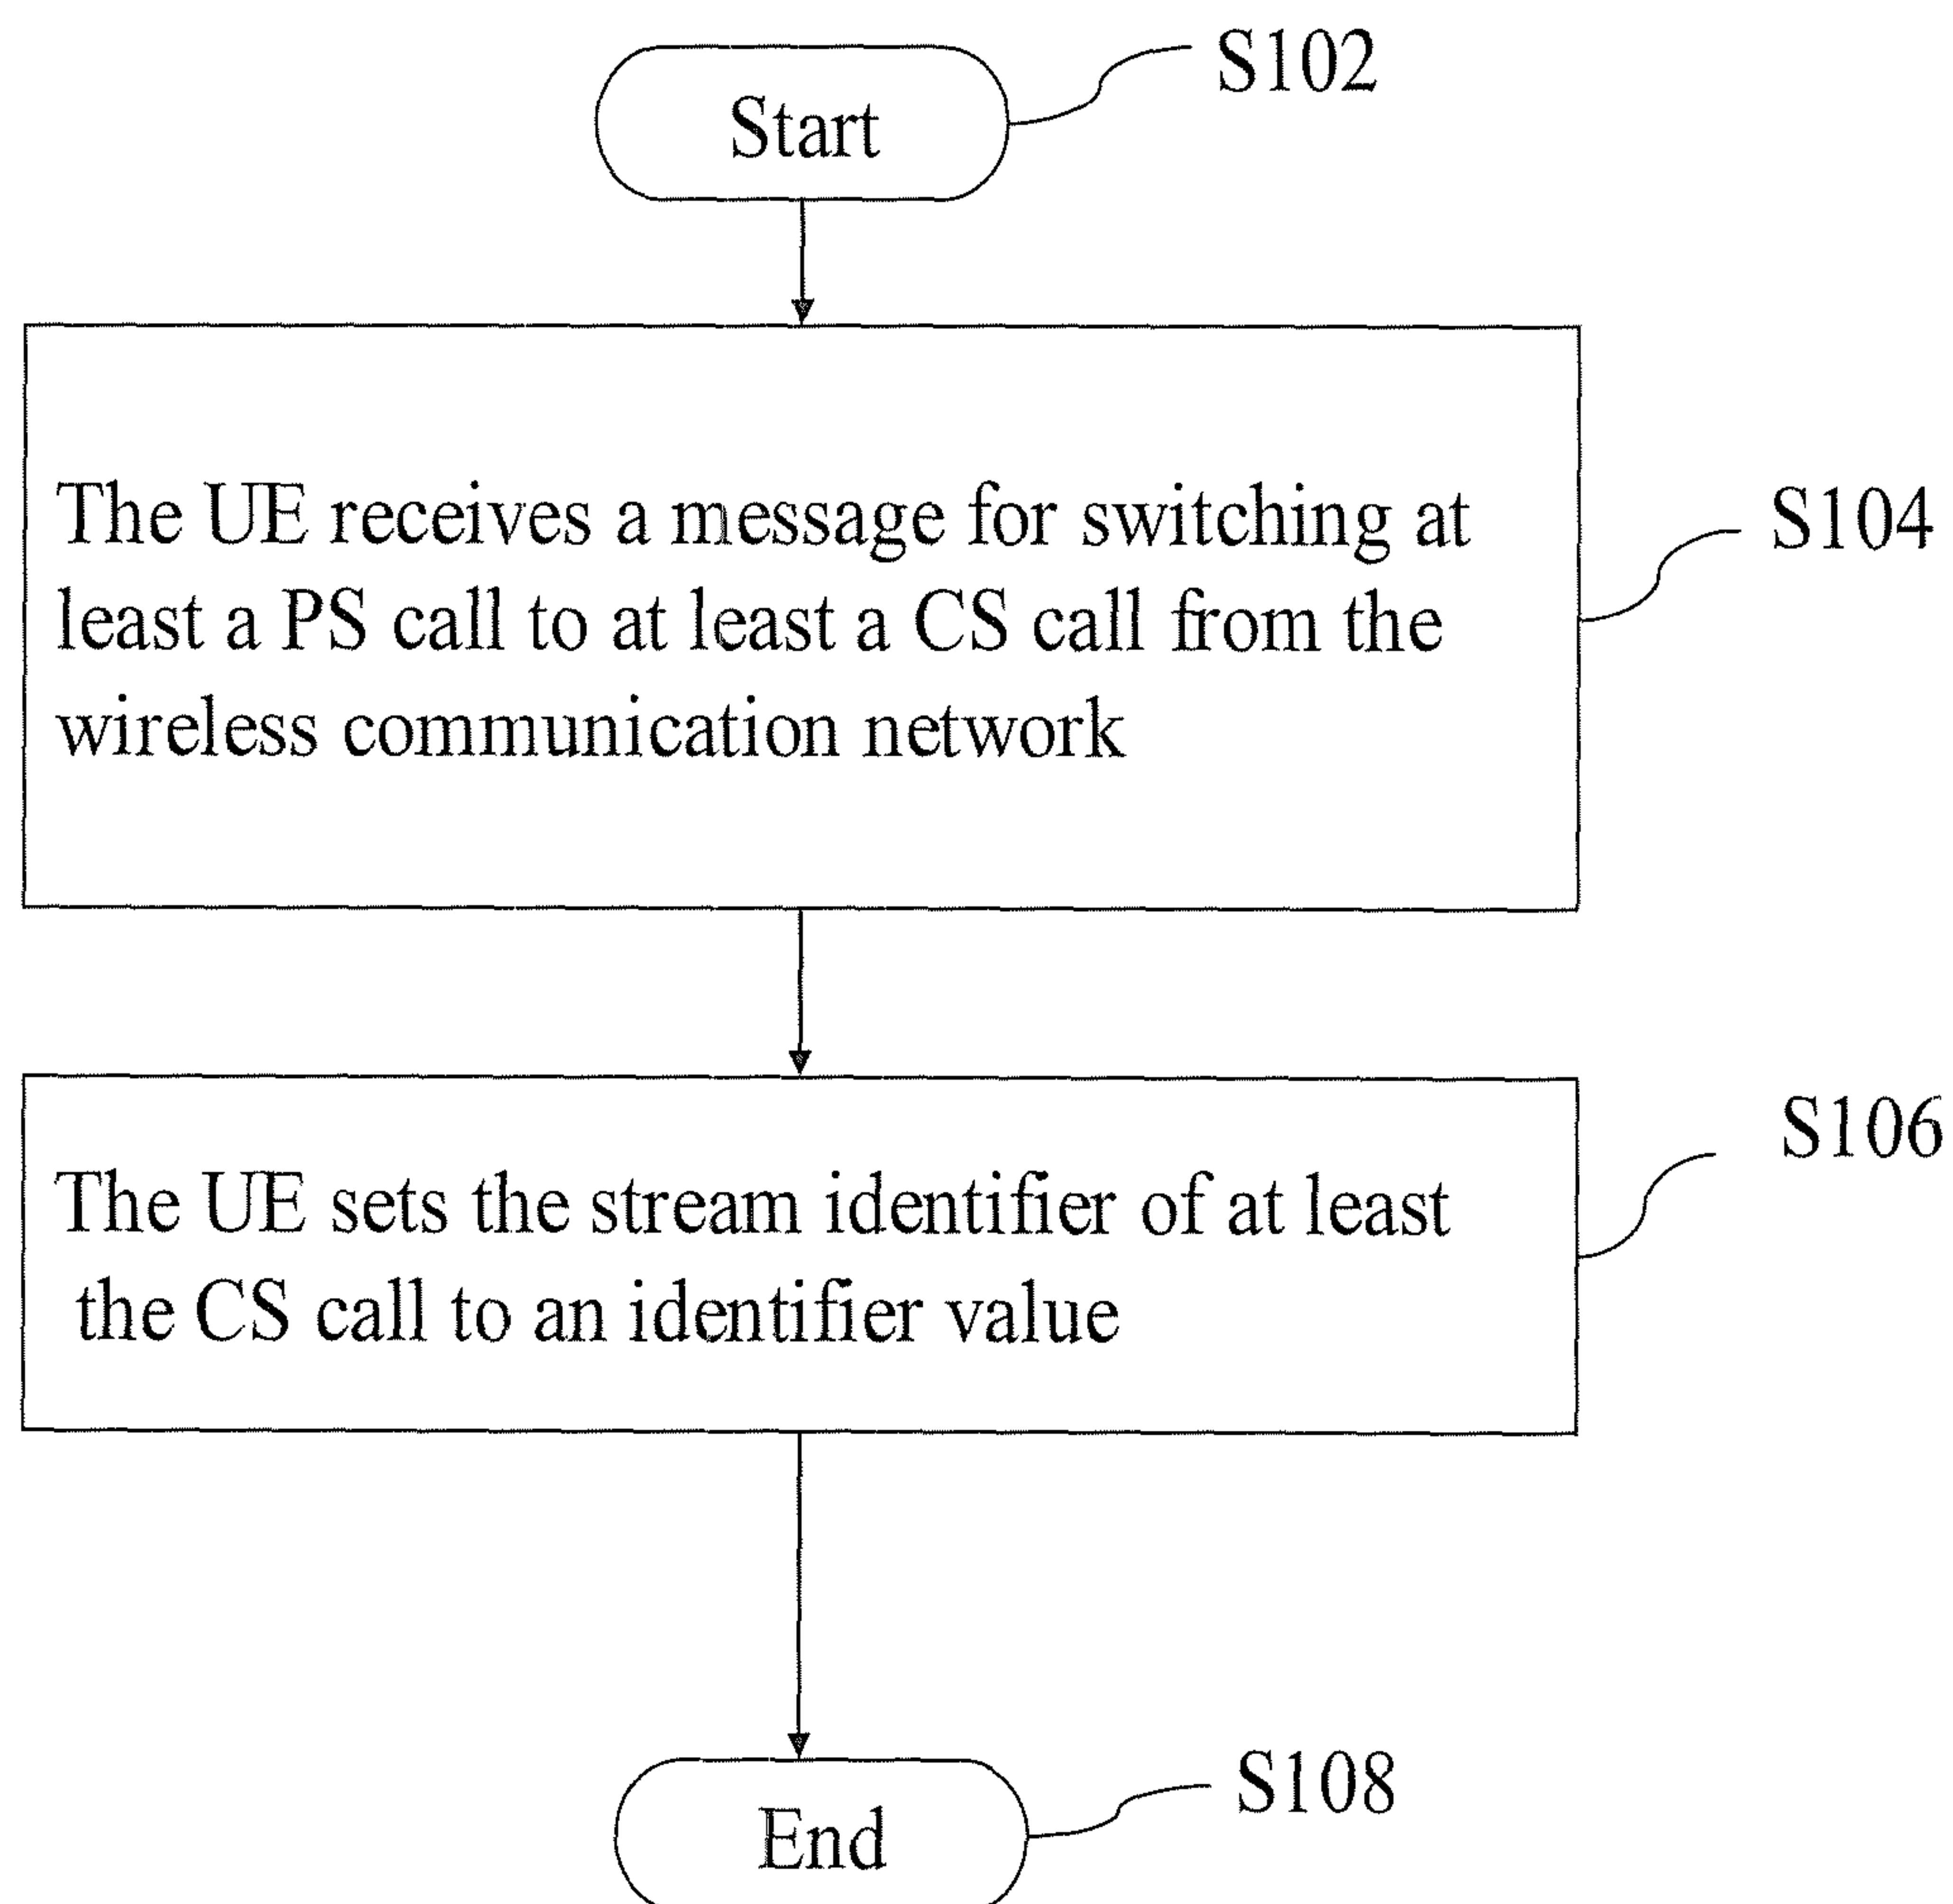 Start
S102
The UE receives a message for switching at
least a PS call to at least a CS call from the
wireless communication network
S104
The UE sets the stream identifier of at least
the CS call to an identifier value
S106
End
S108